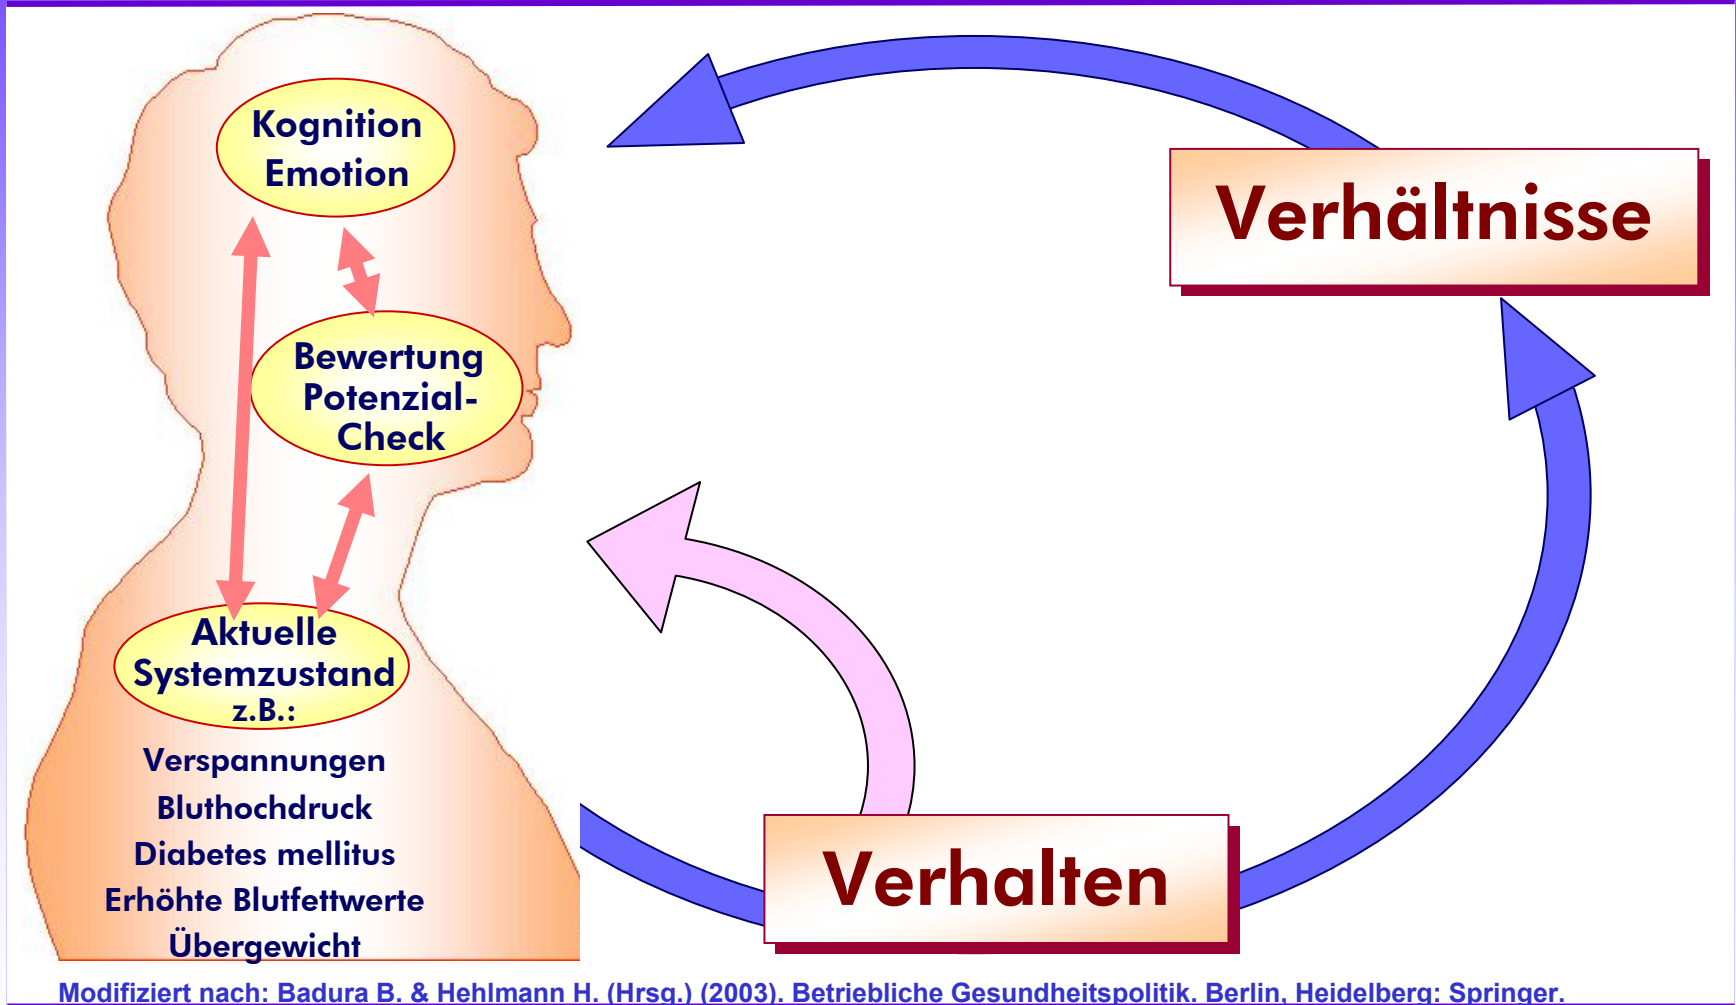 Kognition
Emotion
Bewertung
Potenzial-
Check
Aktuelle
Systemzustand
z.B.:
Verspannungen
Bluthochdruck
Diabetes mellitus
Erhöhte Blutfettwerte
Übergewicht
Verhältnisse
Verhalten
Modifiziert nach: Badura B. & Hehlmann H. (Hrsg.) (2003). Betriebliche Gesundheitspolitik. Berlin, Heidelberg: Springer.